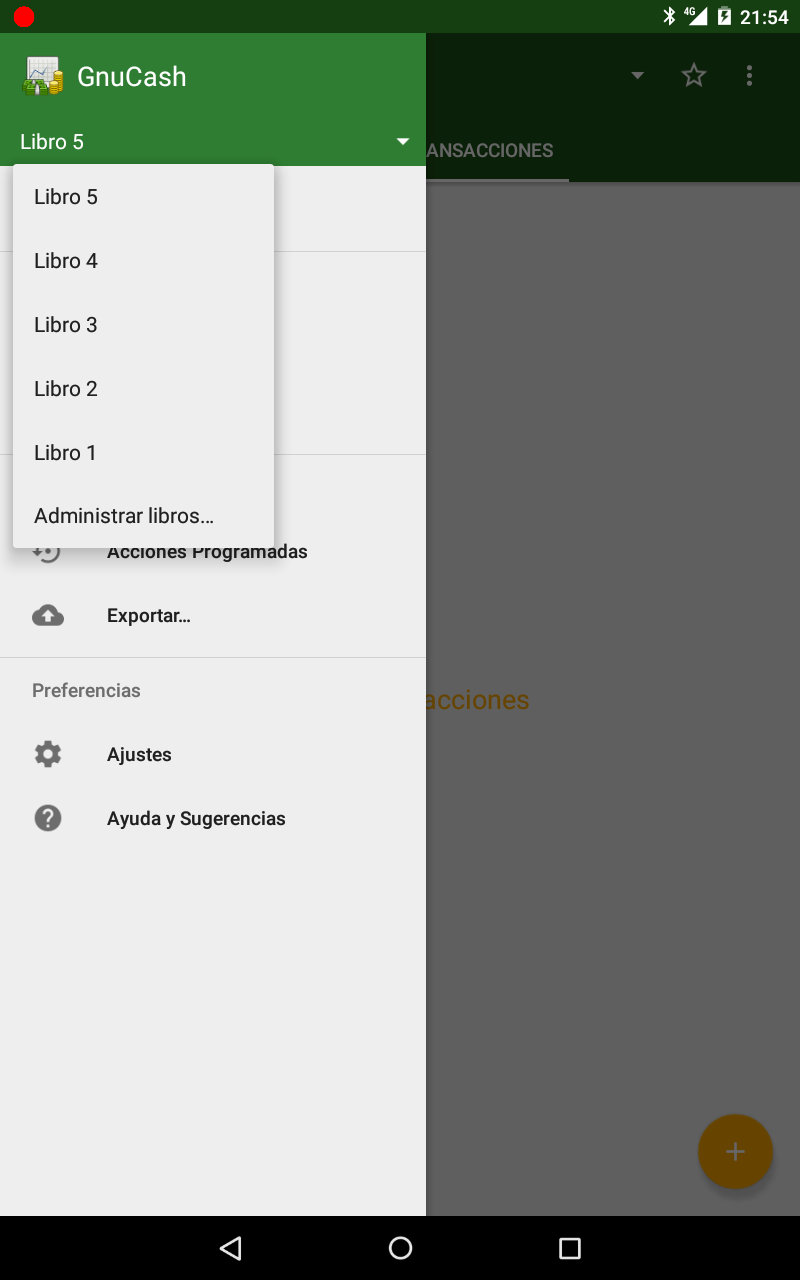 4G 21:54
GnuCash
Libro 5
ANSACCIONES
Libro 5
Libro 4
Libro 3
Libro 2
Libro 1
Administrar libros…
Acciones Programadas
Exportar…
acciones
Preferencias
Ajustes
Ayuda y Sugerencias